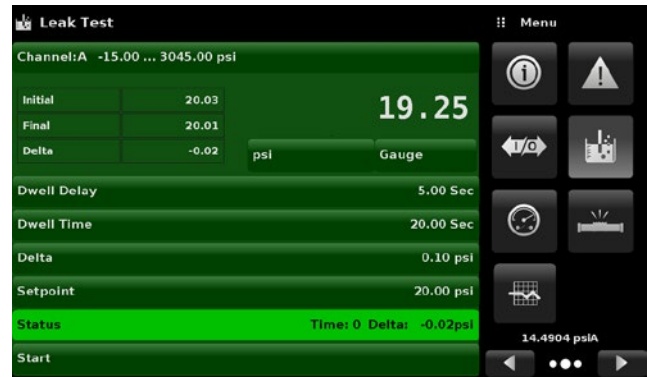 Leak Test
Menu
Channel:A -15.00 ... 3045.00 psi
Initial 20.03
19.25
Final 20.01
Delta -0.02
psi Gauge
I/O
Dwell Delay 5.00 Sec
Dwell Time 20.00 Sec
Delta 0.10 psi
Setpoint 20.00 psi
Status Time: 0 Delta: -0.02psi
14.4904 psiA
Start